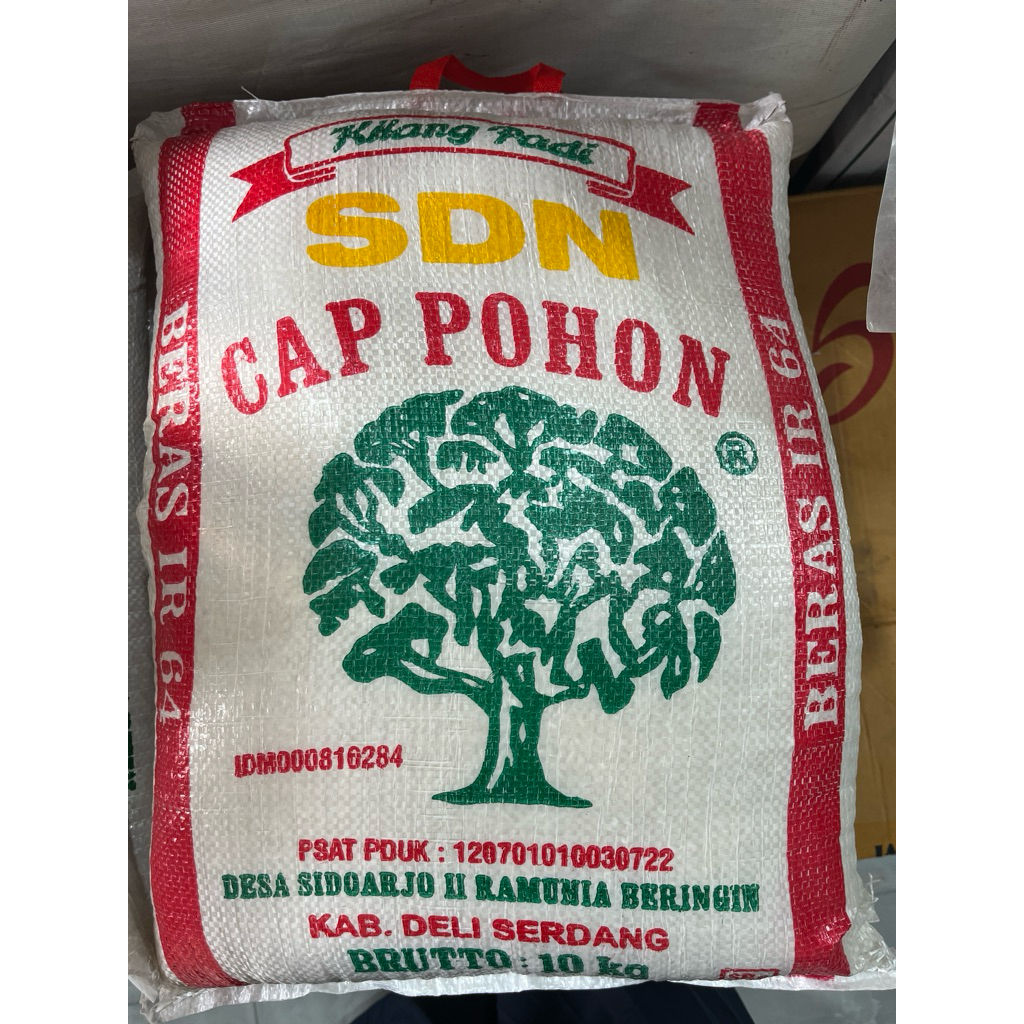 Kilang Padi
SDN
CAP POHON
BERAS IR 64
BERAS IR 64
IDM000816284
PSAT PDUK : 120701010030722
DESA SIDOARJO II RAMUNIA BERINGIN
KAB. DELI SERDANG
BRUTTO : 10 kg